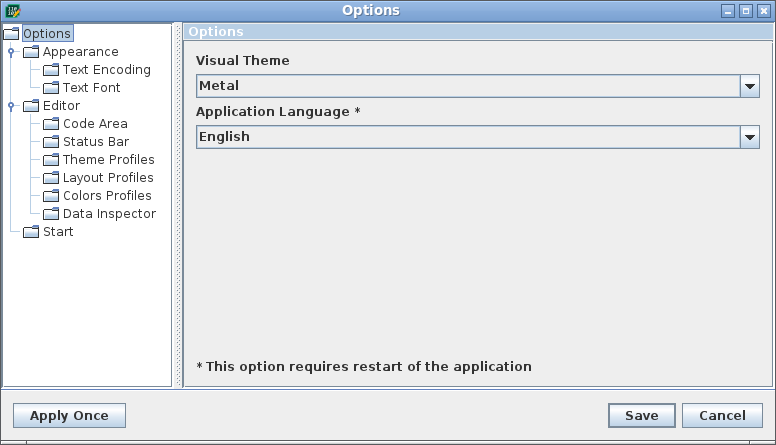 Options
Options
Appearance
Text Encoding
Text Font
Editor
Code Area
Status Bar
Theme Profiles
Layout Profiles
Colors Profiles
Data Inspector
Start
Options
Visual Theme
Metal
Application Language *
English
* This option requires restart of the application
Apply Once
Save
Cancel